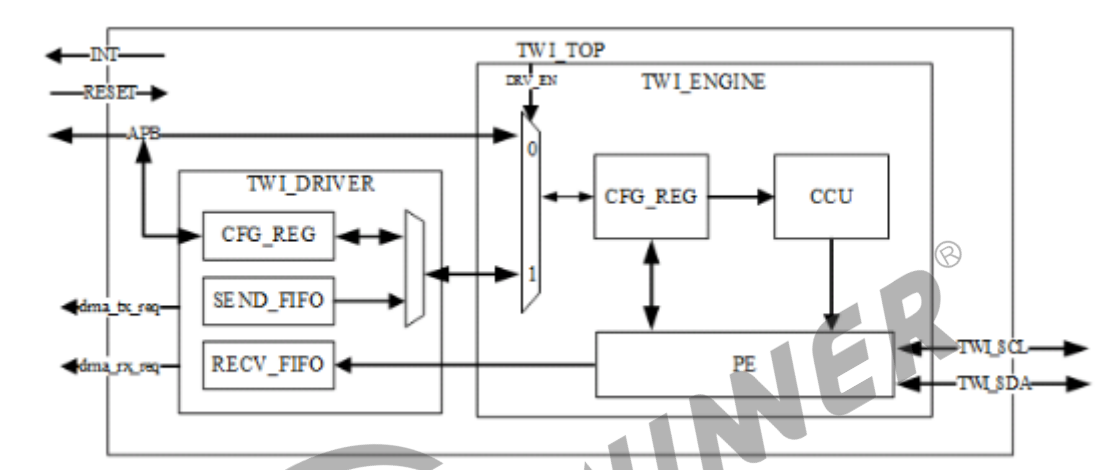 TWI_TOP
INT
DRV_EN
TWI_ENGINE
RESET
APB
0
TWI_DRIVER
CFG_REG
CCU
CFG_REG
1
SEND_FIFO
dma_tx_req
®
TWI_SCL
RECV_FIFO
PE
dma_rx_req
TWI_SDA